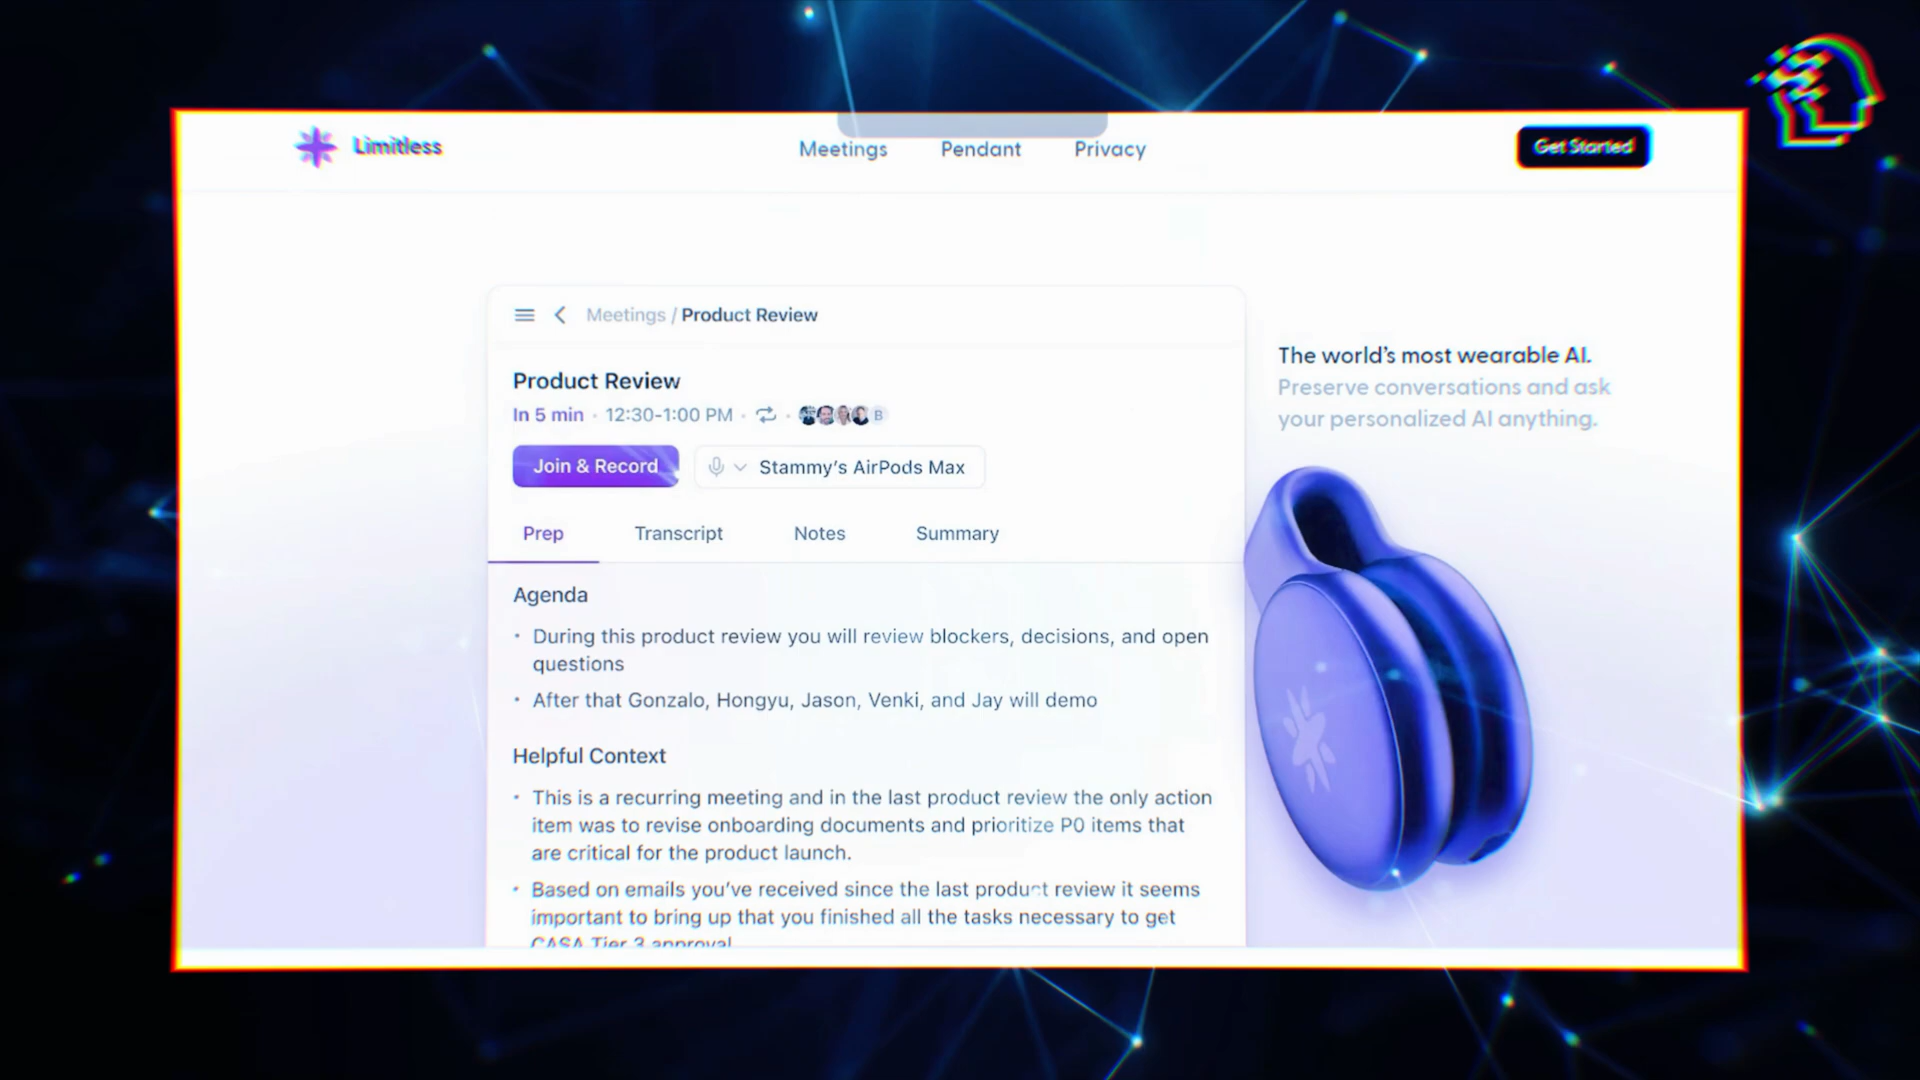 Limitless
Meetings
Pendant
Privacy
Get Started
Meetings / Product Review
Product Review
In 5 min · 12:30-1:00 PM · · B
Join & Record
Stammy's AirPods Max
Prep
Transcript
Notes
Summary
The world's most wearable AI.
Preserve conversations and ask
your personalized AI anything.
Agenda
· During this product review you will review blockers, decisions, and open
questions
· After that Gonzalo, Hongyu, Jason, Venki, and Jay will demo
Helpful Context
· This is a recurring meeting and in the last product review the only action
item was to revise onboarding documents and prioritize P0 items that
are critical for the product launch.
· Based on emails you've received since the last product review it seems
important to bring up that you finished all the tasks necessary to get
CASA Tier 3 approval